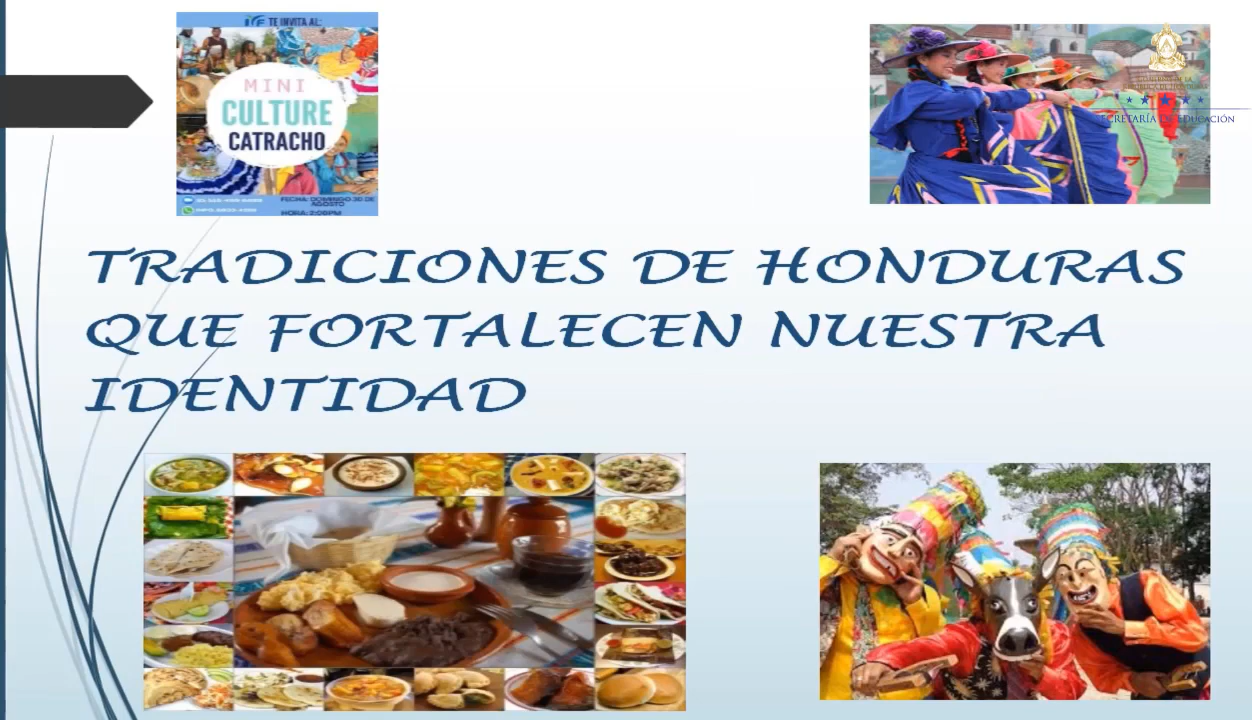 TE INVITA AL:
MINI
CULTURE
CATRACHO
FECHA: DOMINGO 30 DE
AGOSTO
HORA: 2:00PM
SECRETARÍA DE EDUCACIÓN
TRADICIONES DE HONDURAS
QUE FORTALECEN NUESTRA
IDENTIDAD